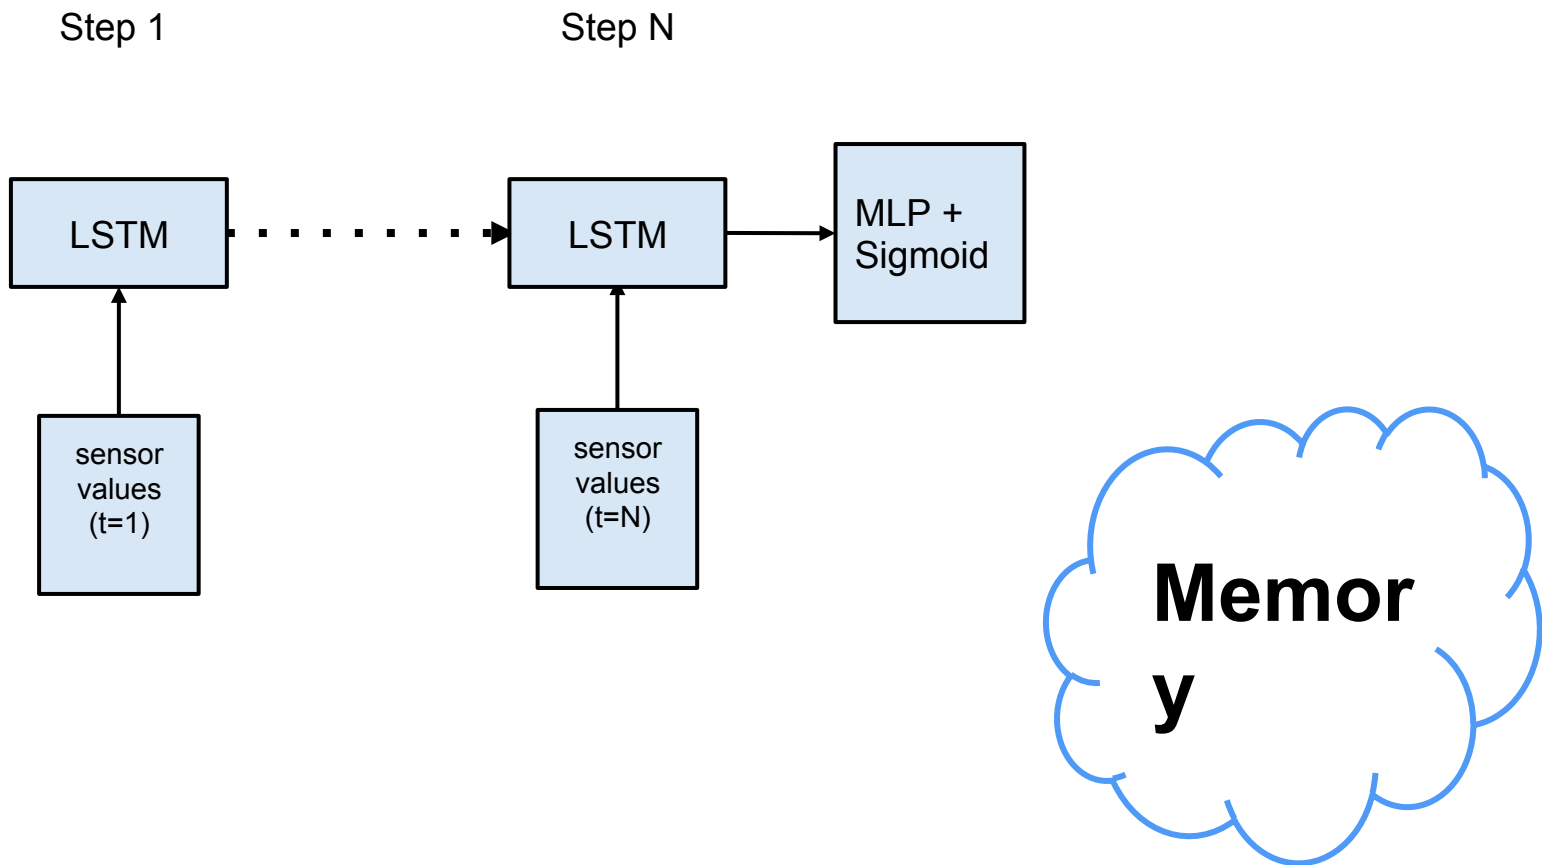 Step 1
Step N
LSTM
LSTM
MLP +
Sigmoid
sensor
values
(t=1)
sensor
values
(t=N)
Memor
y